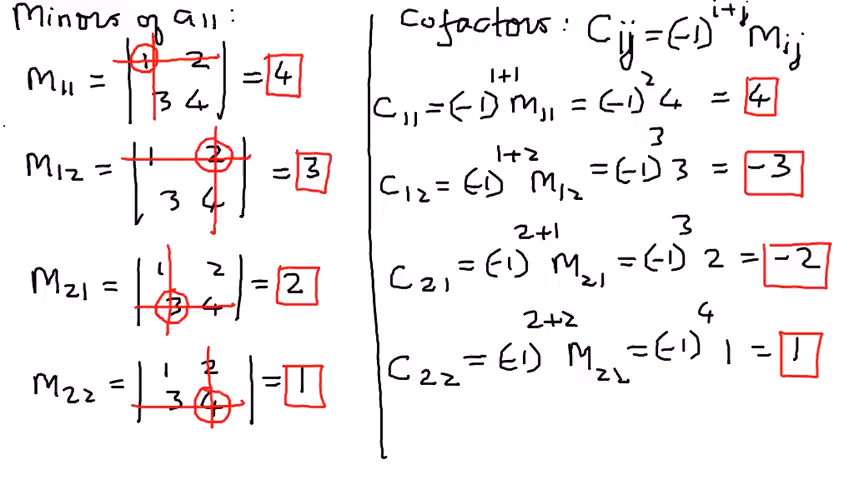 Minors of a11 :
M11 = | 1 2 | = 4
3 4
M12 = | 1 2 | = 3
3 4
M21 = | 1 2 | = 2
3 4
M22 = | 1 2 | = 1
3 4
Cofactors : Cij = (-1)^i+j Mij
C11 = (-1)^1+1 M11 = (-1)^2 4 = 4
C12 = (-1)^1+2 M12 = (-1)^3 3 = -3
C21 = (-1)^2+1 M21 = (-1)^3 2 = -2
C22 = (-1)^2+2 M22 = (-1)^4 1 = 1